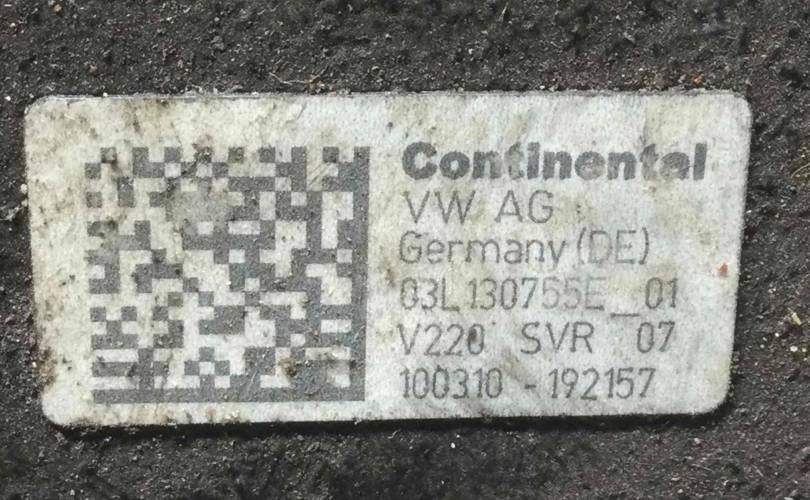 Continental
VW AG
Germany (DE)
03L130755E_01
V220 SVR 07
100310 - 192157